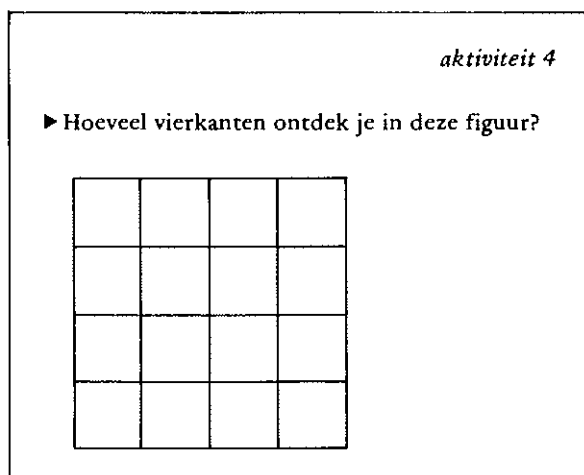 aktiviteit 4
▶ Hoeveel vierkanten ontdek je in deze figuur?